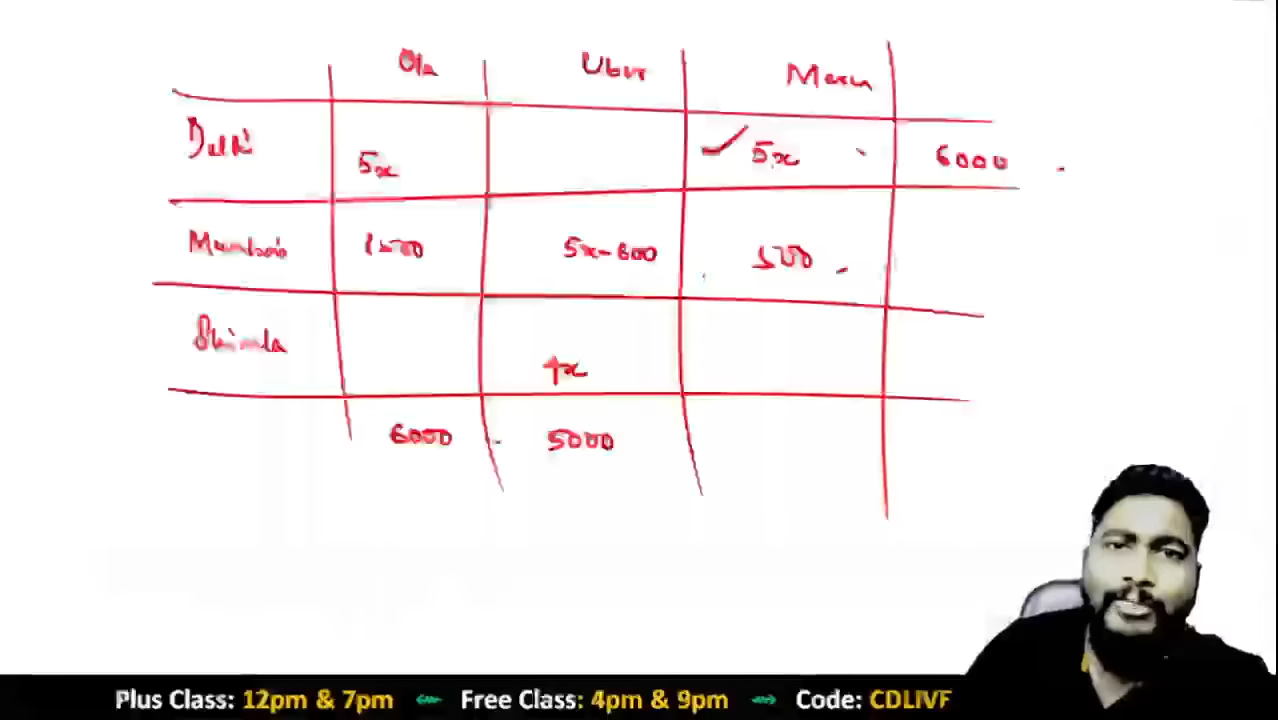 Ola Uber Meru
Delhi 5x 5x 6000
Mumbai 1500 5x-600 500
Shimla 4x
6000 5000
Plus Class: 12pm & 7pm Free Class: 4pm & 9pm Code: CDLIVF